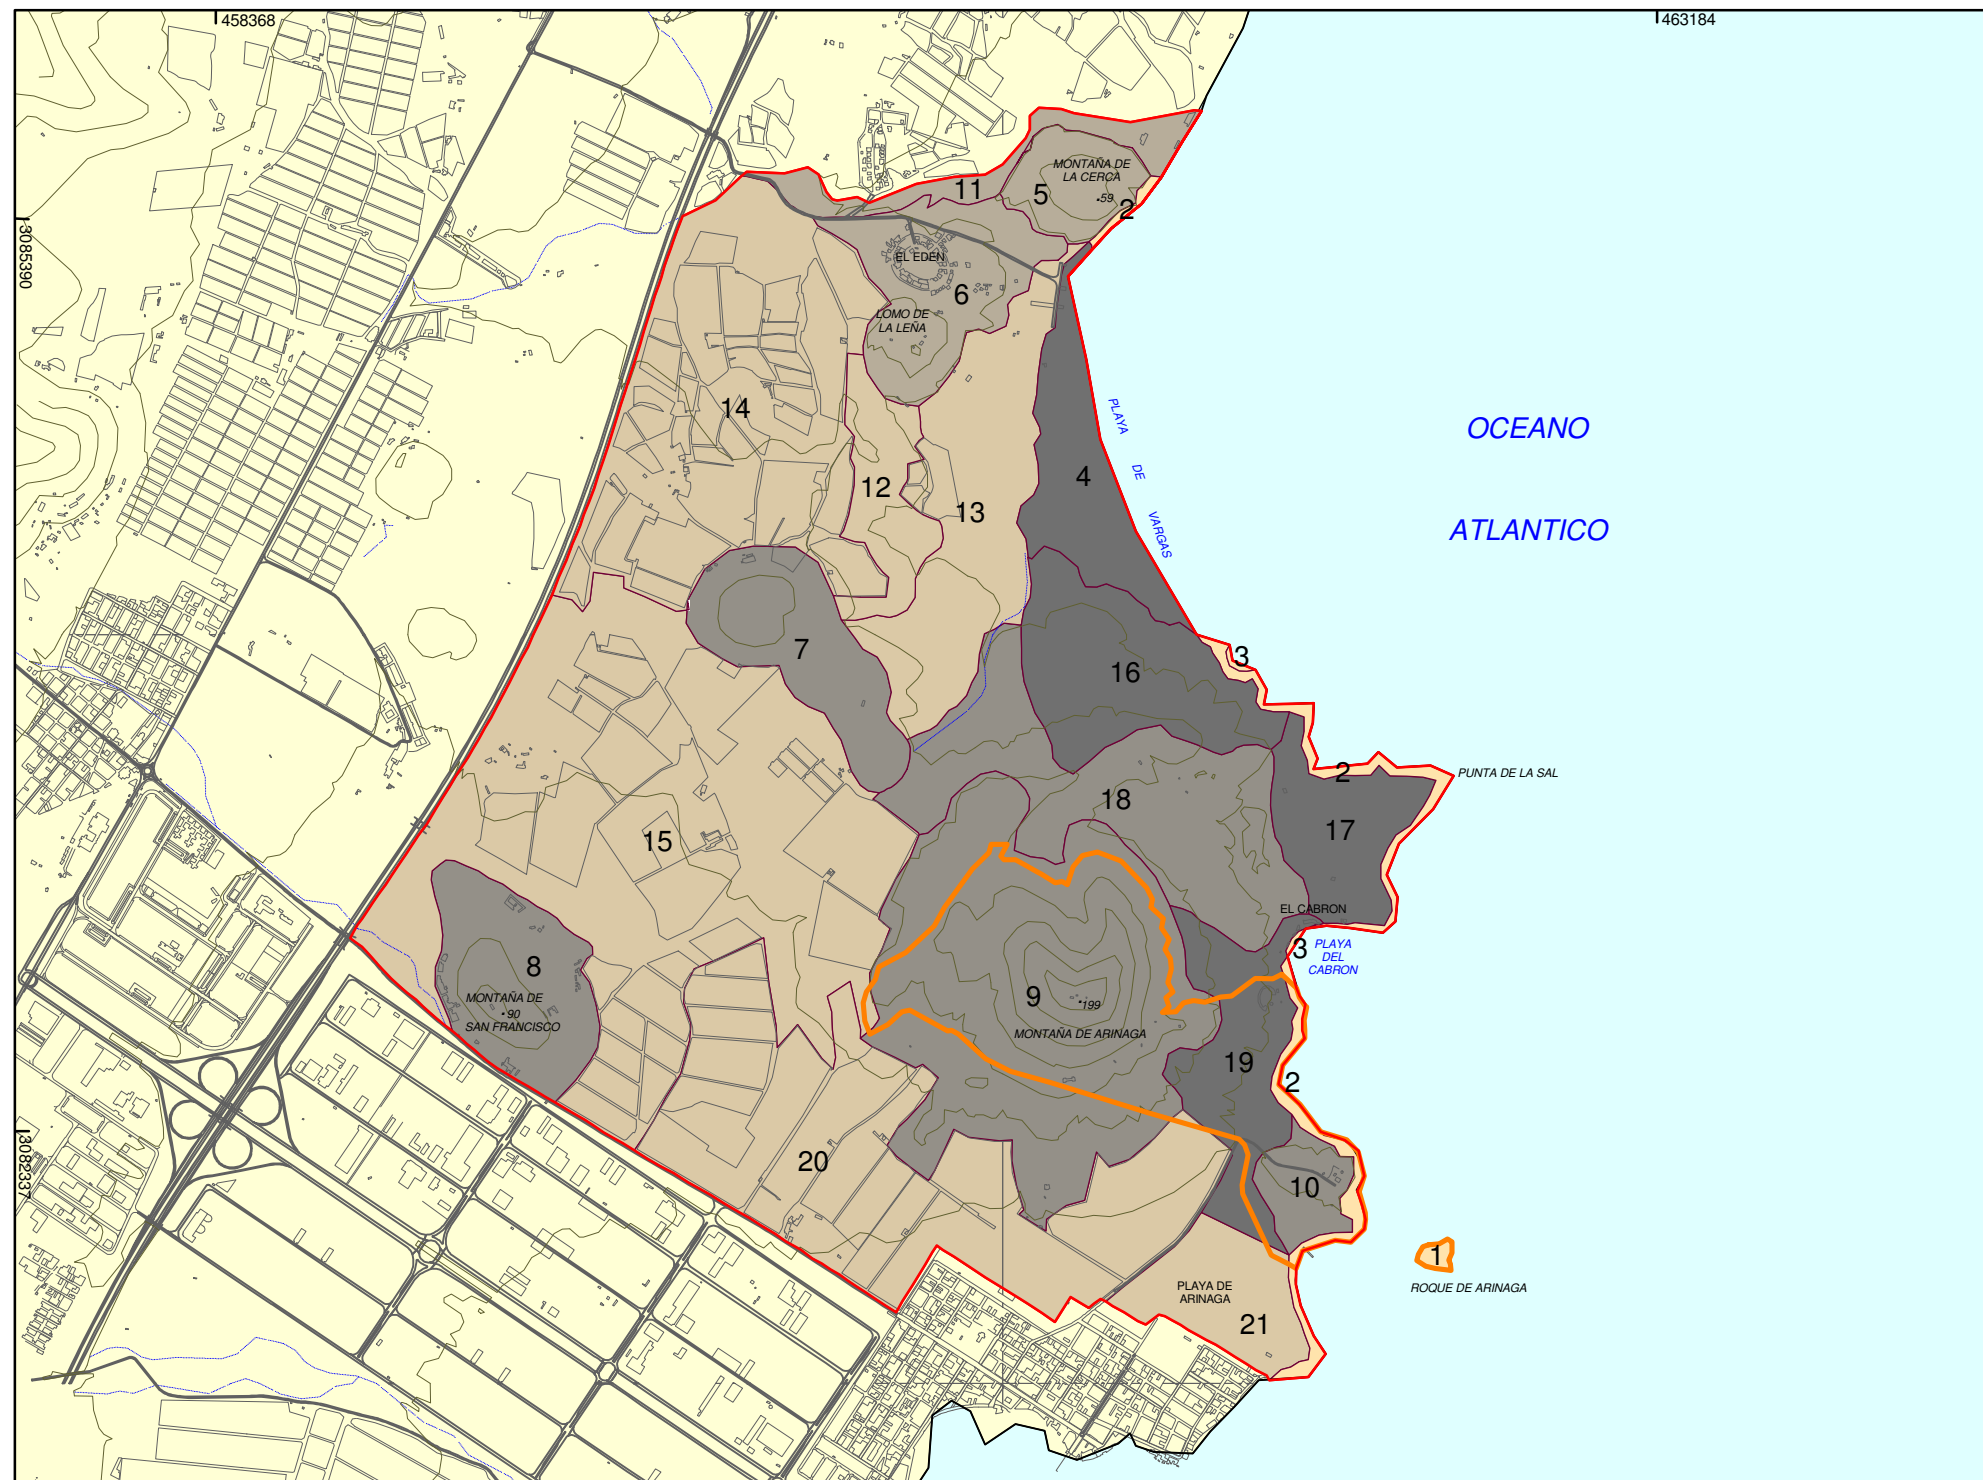 458368
463184
3085390
3082337
MONTAÑA DE
LA CERCA
59
11
5
2
EL EDEN
6
LOMO DE
LA LEÑA
14
12
13
4
PLAYA
DE
VARGAS
OCEANO
ATLANTICO
7
16
3
2
PUNTA DE LA SAL
18
17
15
EL CABRON
3
PLAYA
DEL
CABRON
8
MONTAÑA DE
90
SAN FRANCISCO
9
199
MONTAÑA DE ARINAGA
19
2
20
10
1
ROQUE DE ARINAGA
PLAYA DE
ARINAGA
21